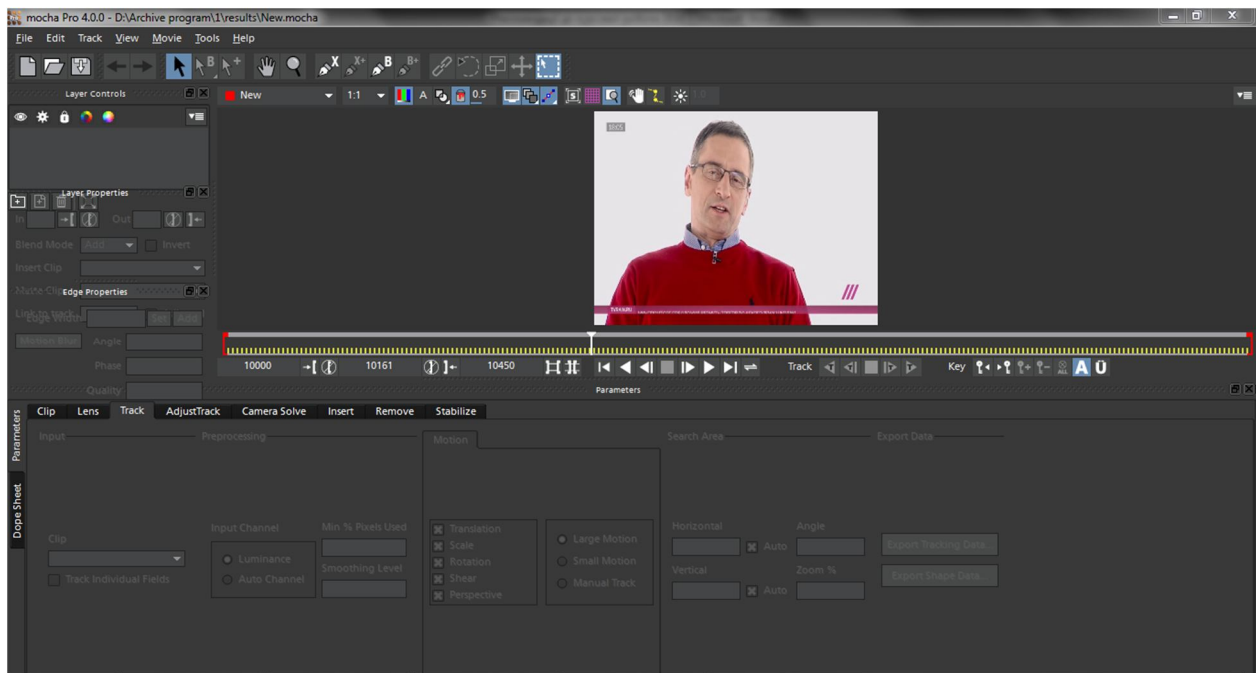 mocha Pro 4.0.0 - D:\Archive program\1\results\New.mocha
File Edit Track View Movie Tools Help
Layer Controls
New 1:1 A 0.5 1.0
Layer Properties
In Out
Blend Mode Add Invert
Insert Clip
Matte Clip
Edge Properties
Link to track
Edge Width Set Add
Motion Blur Angle
Phase
Quality
10000 10161 10450 Track Key ALL A Ü
Parameters
Parameters
Dope Sheet
Clip Lens Track AdjustTrack Camera Solve Insert Remove Stabilize
Input Preprocessing Motion Search Area Export Data
Clip
Track Individual Fields
Input Channel Min % Pixels Used
Luminance
Auto Channel
Smoothing Level
Translation
Scale
Rotation
Shear
Perspective
Large Motion
Small Motion
Manual Track
Horizontal Angle
Auto
Vertical Zoom %
Auto
Export Tracking Data...
Export Shape Data...